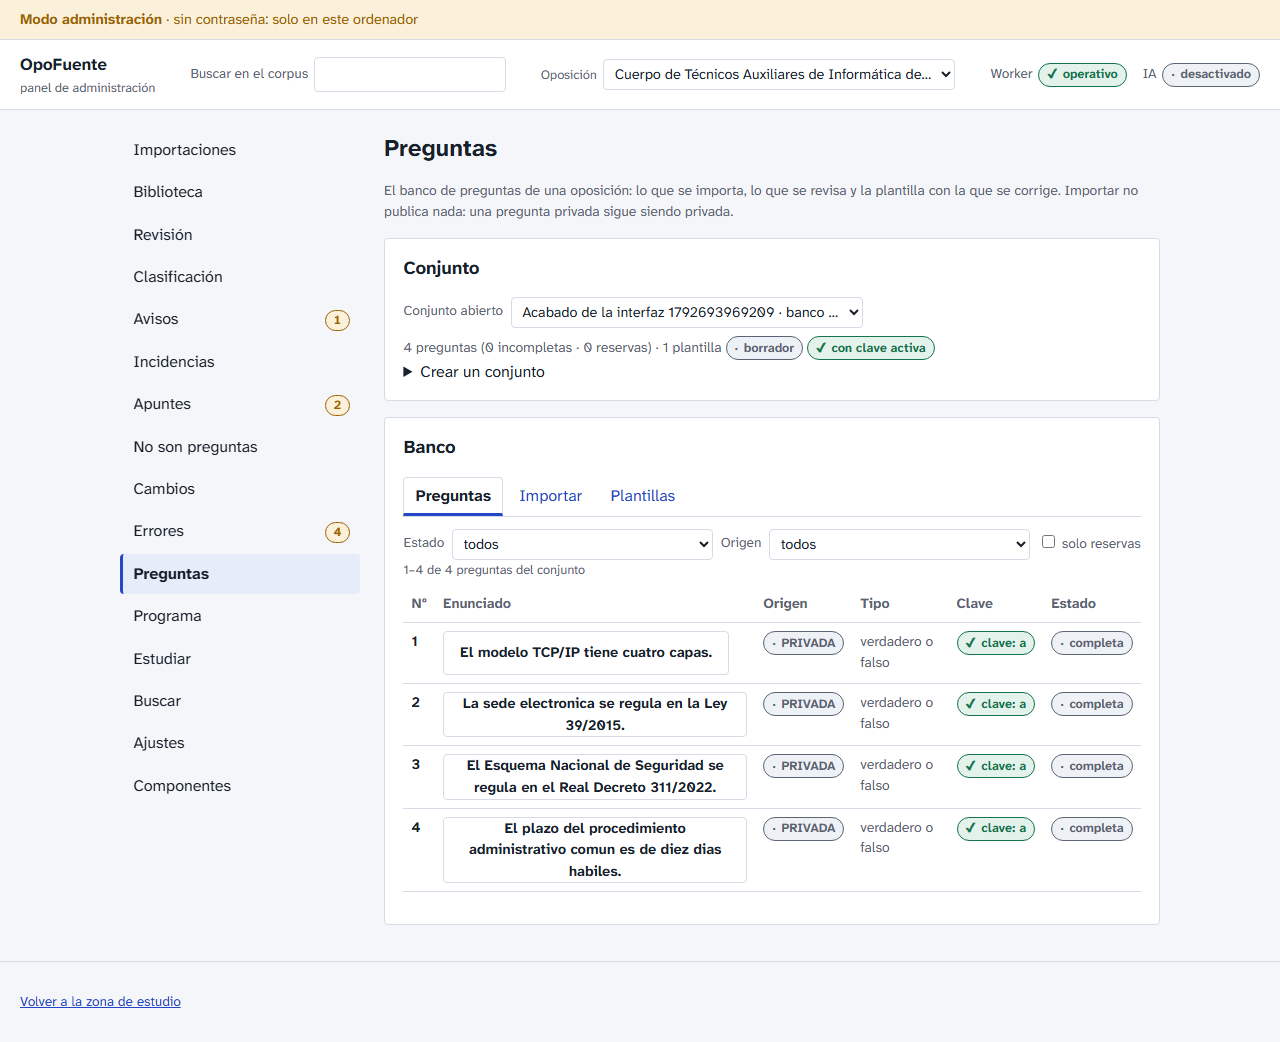 Modo administración · sin contraseña: solo en este ordenador
OpoFuente
panel de administración
Buscar en el corpus
Oposición
Cuerpo de Técnicos Auxiliares de Informática de...
Worker
✓ operativo
IA
· desactivado
Importaciones
Biblioteca
Revisión
Clasificación
Avisos
1
Incidencias
Apuntes
2
No son preguntas
Cambios
Errores
4
Preguntas
Programa
Estudiar
Buscar
Ajustes
Componentes
Preguntas
El banco de preguntas de una oposición: lo que se importa, lo que se revisa y la plantilla con la que se corrige. Importar no
publica nada: una pregunta privada sigue siendo privada.
Conjunto
Conjunto abierto
Acabado de la interfaz 1792693969209 · banco ...
4 preguntas (0 incompletas · 0 reservas) · 1 plantilla · borrador ✓ con clave activa
▶ Crear un conjunto
Banco
Preguntas Importar Plantillas
Estado todos Origen todos solo reservas
1–4 de 4 preguntas del conjunto
Nº Enunciado Origen Tipo Clave Estado
1 El modelo TCP/IP tiene cuatro capas. · PRIVADA verdadero o ✓ clave: a · completa
falso
2 La sede electronica se regula en la Ley · PRIVADA verdadero o ✓ clave: a · completa
39/2015. falso
3 El Esquema Nacional de Seguridad se · PRIVADA verdadero o ✓ clave: a · completa
regula en el Real Decreto 311/2022. falso
4 El plazo del procedimiento · PRIVADA verdadero o ✓ clave: a · completa
administrativo comun es de diez dias falso
habiles.
Volver a la zona de estudio